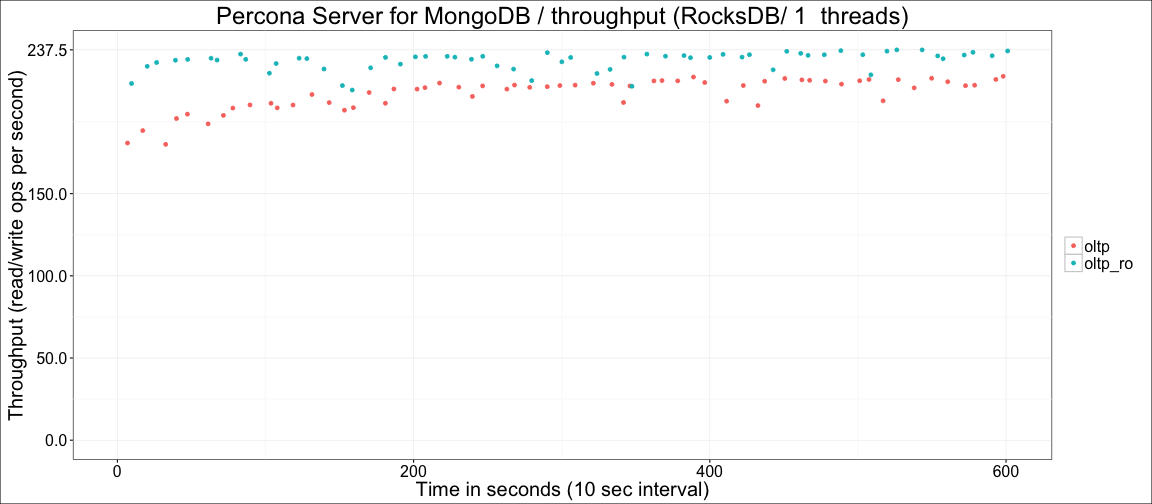 Percona Server for MongoDB / throughput (RocksDB/ 1  threads)
Throughput (read/write ops per second)
237.5
150.0
100.0
50.0
0.0
0 200 400 600
Time in seconds (10 sec interval)
oltp
oltp_ro